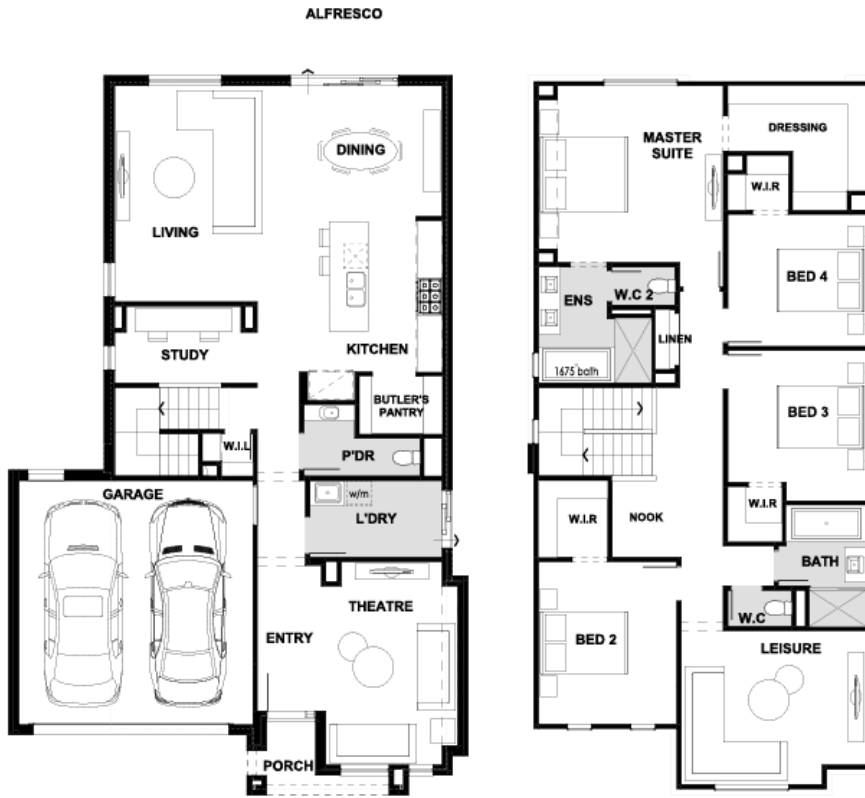 ALFRESCO
DINING
LIVING
STUDY
KITCHEN
BUTLER'S
PANTRY
W.I.L
P'DR
GARAGE
w/m
L'DRY
THEATRE
ENTRY
PORCH
MASTER
SUITE
DRESSING
W.I.R
BED 4
ENS
W.C 2
LINEN
1675 bath
BED 3
W.I.R
NOOK
W.I.R
BATH
W.C
BED 2
LEISURE